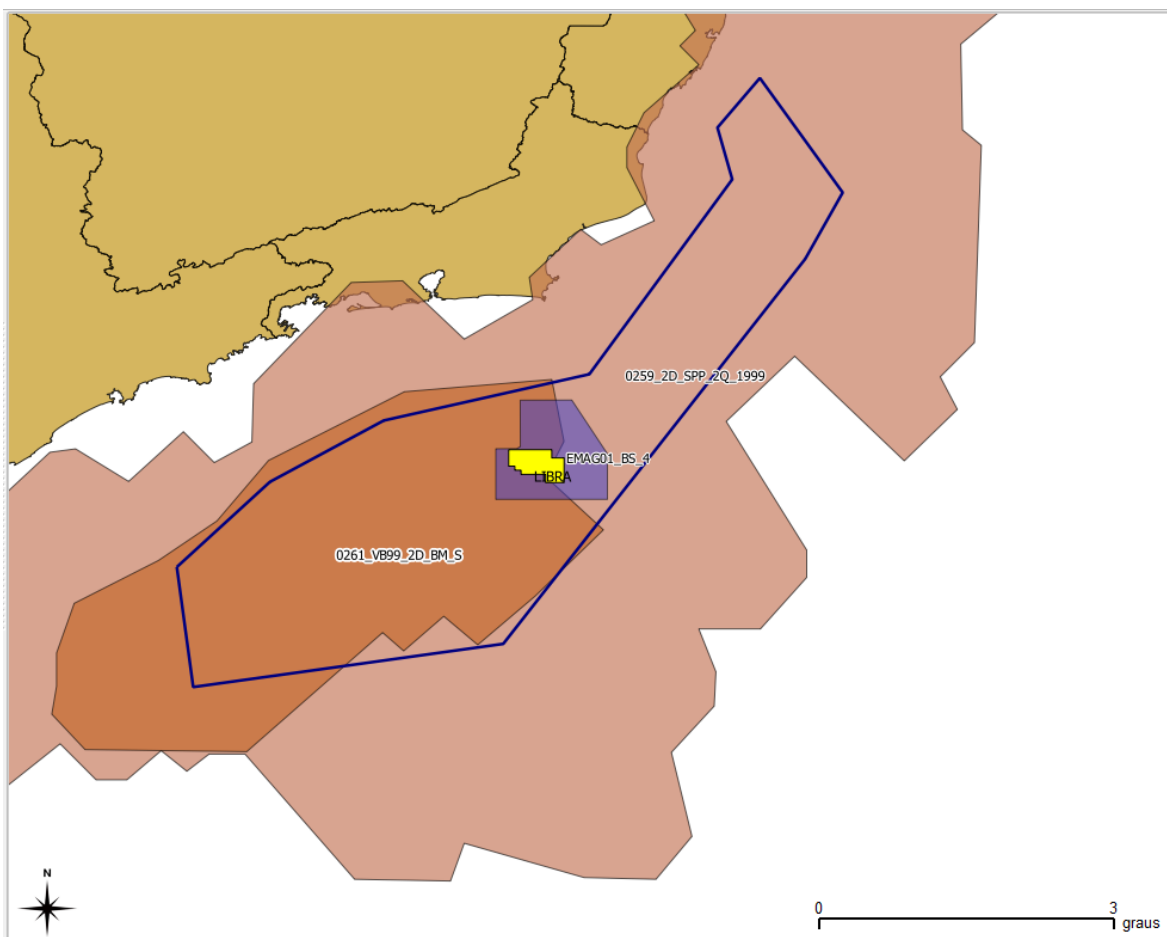 0259_2D_SPP_2Q_1999
EMAG01_BS_4
LIBRA
0261_VB99_2D_BM_S
N
0 3
graus